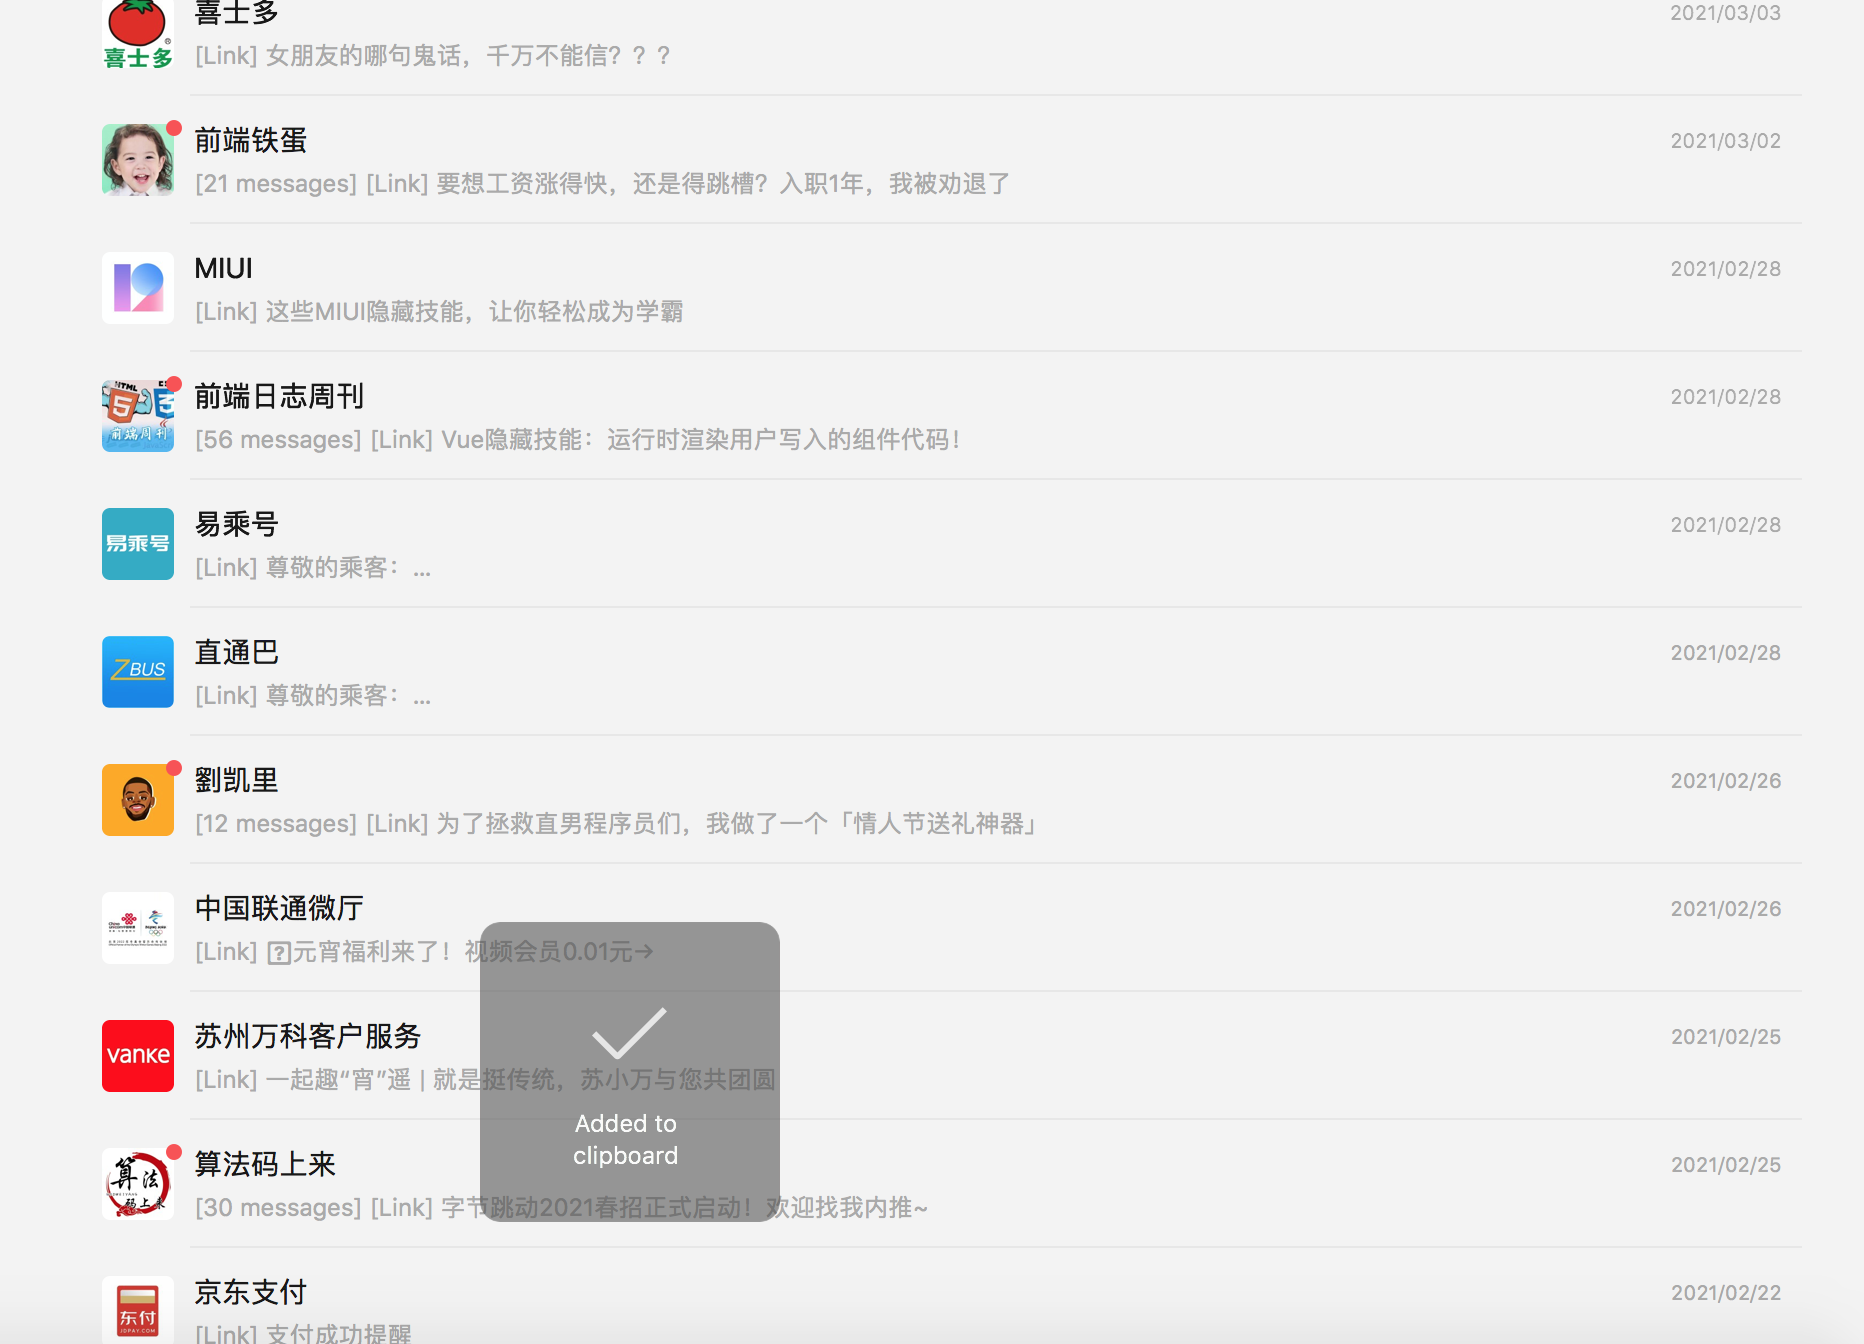 喜士多
2021/03/03
喜士多
[Link] 女朋友的哪句鬼话，千万不能信？？？
前端铁蛋
2021/03/02
[21 messages] [Link] 要想工资涨得快，还是得跳槽？入职1年，我被劝退了
MIUI
2021/02/28
[Link] 这些MIUI隐藏技能，让你轻松成为学霸
HTML
5
前端周刊
前端日志周刊
2021/02/28
[56 messages] [Link] Vue隐藏技能：运行时渲染用户写入的组件代码！
易乘号
易乘号
2021/02/28
[Link] 尊敬的乘客：...
ZBUS
直通巴
2021/02/28
[Link] 尊敬的乘客：...
劉凯里
2021/02/26
[12 messages] [Link] 为了拯救直男程序员们，我做了一个「情人节送礼神器」
中国联通微厅
2021/02/26
[Link] 元宵福利来了！视频会员0.01元→
vanke
苏州万科客户服务
2021/02/25
[Link] 一起趣“宵”遥 | 就是挺传统，苏小万与您共团圆
Added to
clipboard
算法
码上来
算法码上来
2021/02/25
[30 messages] [Link] 字节跳动2021春招正式启动！欢迎找我内推~
东付
JDPAY.COM
京东支付
2021/02/22
[Link] 支付成功提醒